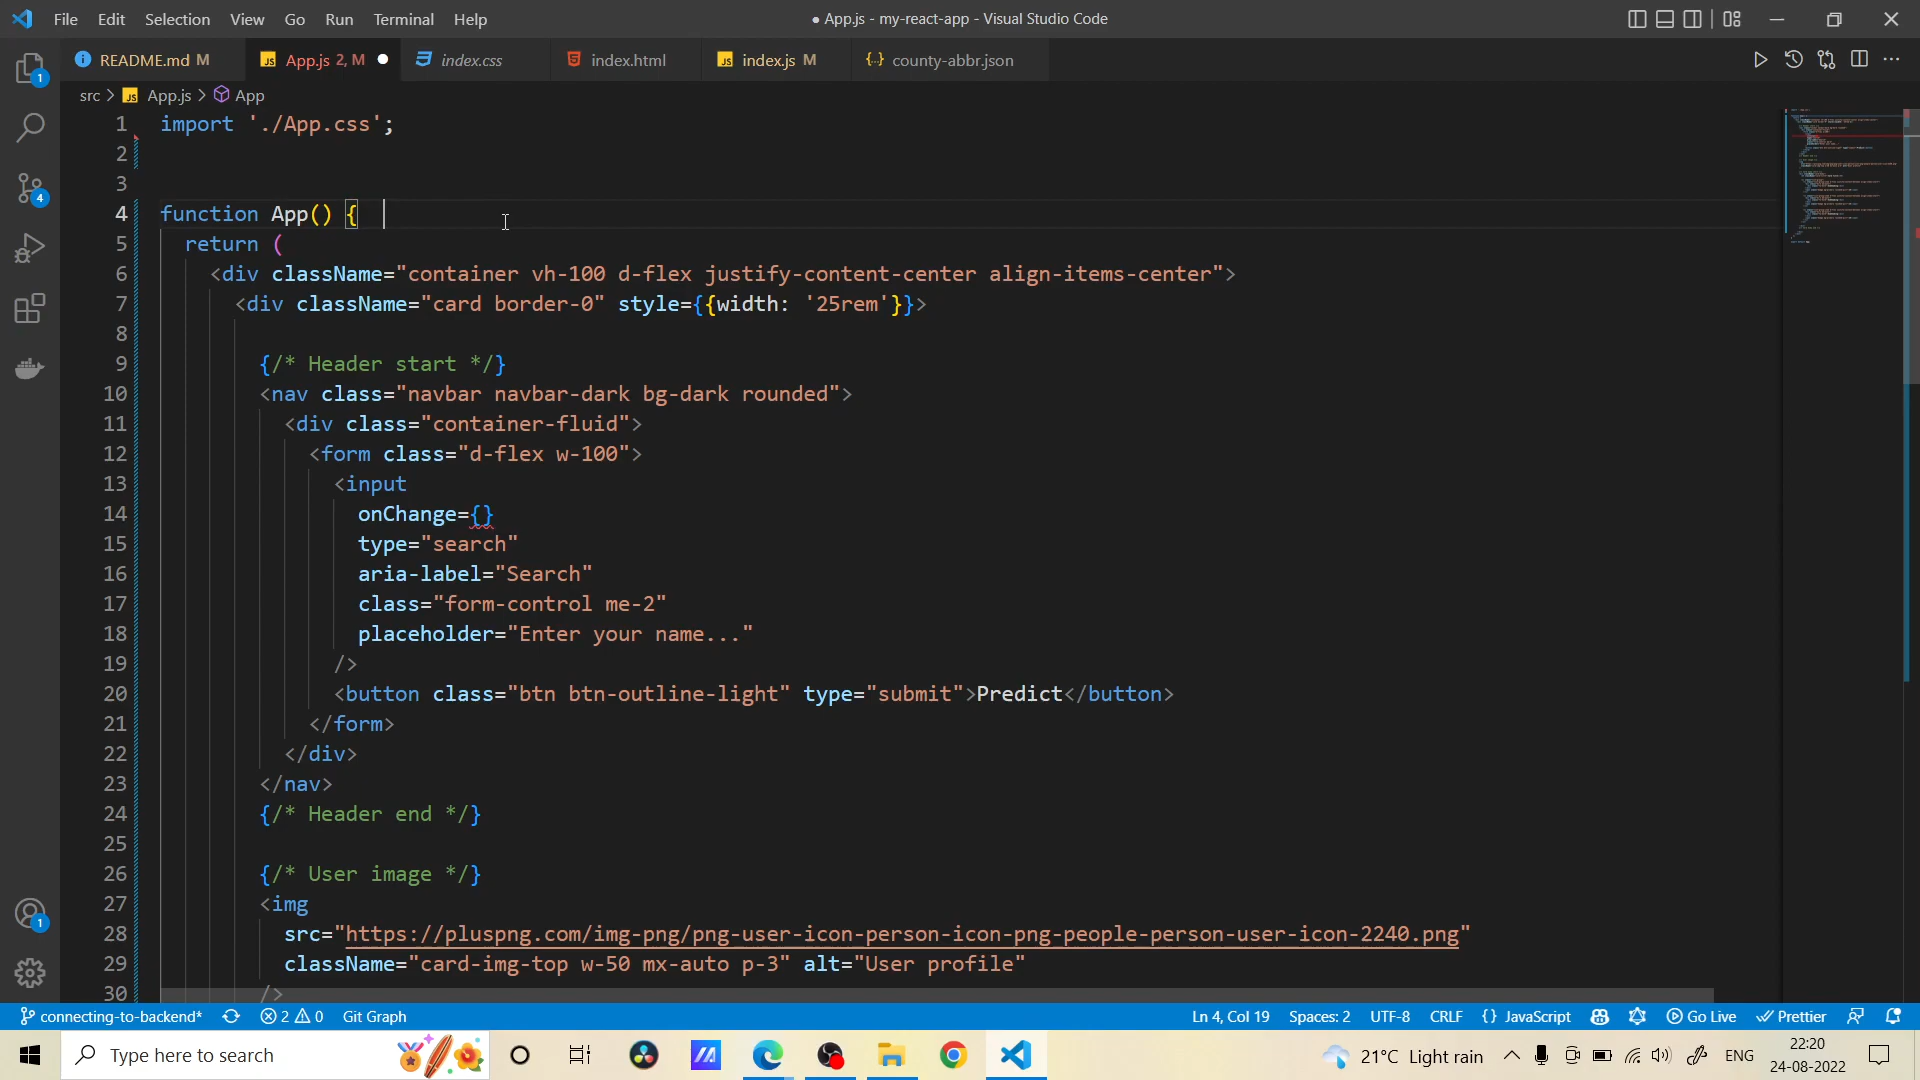 File Edit Selection View Go Run Terminal Help
● App.js - my-react-app - Visual Studio Code
README.md M
App.js 2, M
index.css
index.html
index.js M
county-abbr.json
src > App.js > App
1 import './App.css';
2
3
4 function App() {
5 return (
6 <div className="container vh-100 d-flex justify-content-center align-items-center">
7 <div className="card border-0" style={{width: '25rem'}}>
8
9 {/* Header start */}
10 <nav class="navbar navbar-dark bg-dark rounded">
11 <div class="container-fluid">
12 <form class="d-flex w-100">
13 <input
14 onChange={}
15 type="search"
16 aria-label="Search"
17 class="form-control me-2"
18 placeholder="Enter your name..."
19 />
20 <button class="btn btn-outline-light" type="submit">Predict</button>
21 </form>
22 </div>
23 </nav>
24 {/* Header end */}
25
26 {/* User image */}
27 <img
28 src="https://pluspng.com/img-png/png-user-icon-person-icon-png-people-person-user-icon-2240.png"
29 className="card-img-top w-50 mx-auto p-3" alt="User profile"
30 />
1
4
1
connecting-to-backend* 2 0 Git Graph
Ln 4, Col 19 Spaces: 2 UTF-8 CRLF {} JavaScript Go Live Prettier
Type here to search
21°C Light rain
ENG
22:20
24-08-2022